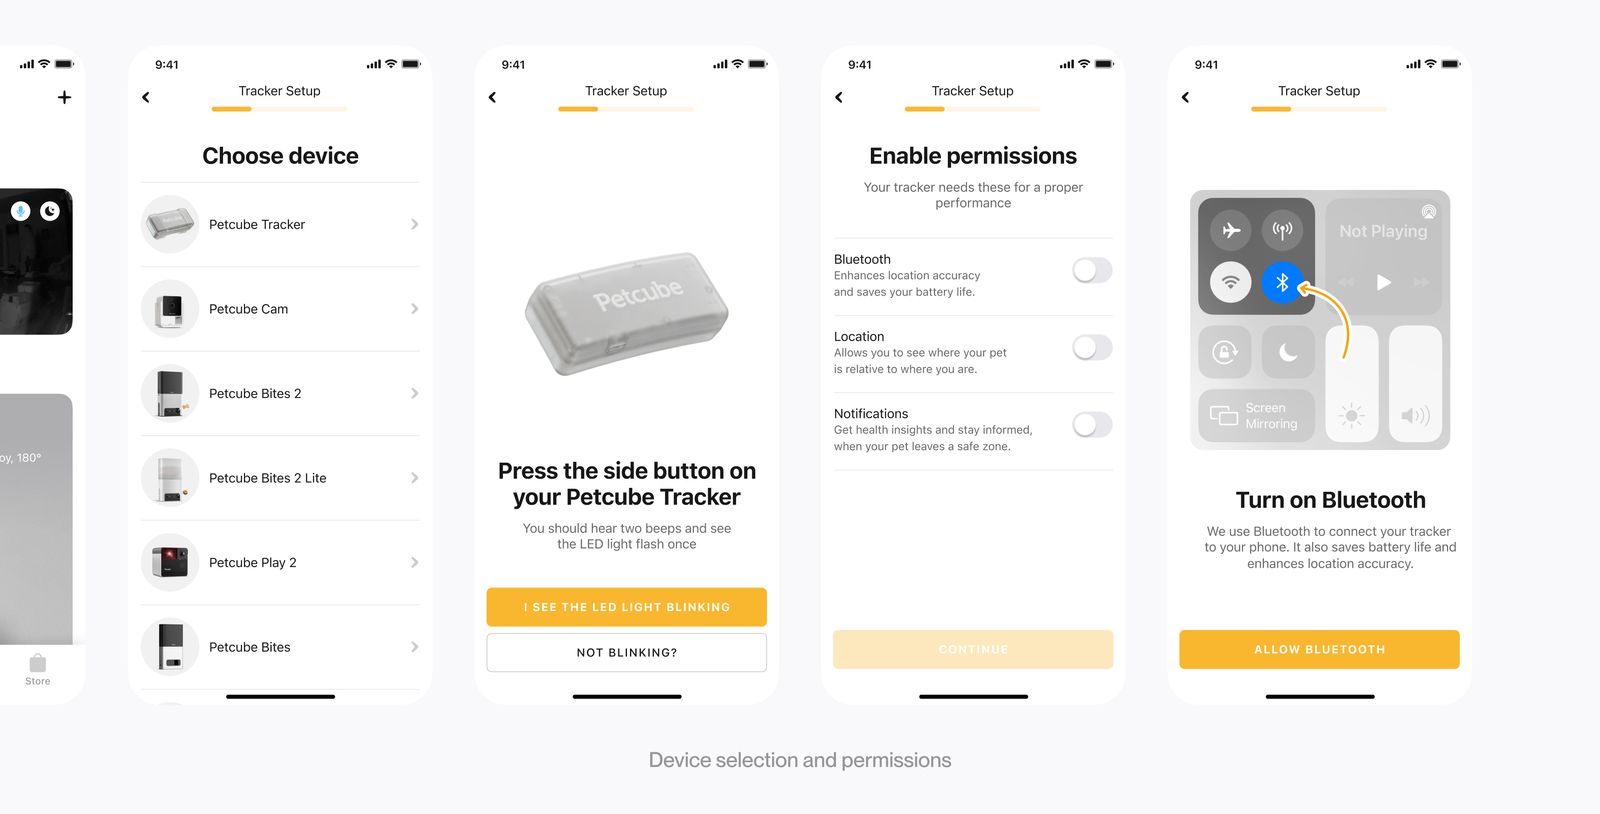 oy, 180°
Store
9:41
Tracker Setup
Choose device
Petcube Tracker
Petcube Cam
Petcube Bites 2
Petcube Bites 2 Lite
Petcube Play 2
Petcube Bites
9:41
Tracker Setup
Petcube
Press the side button on
your Petcube Tracker
You should hear two beeps and see
the LED light flash once
I SEE THE LED LIGHT BLINKING
NOT BLINKING?
9:41
Tracker Setup
Enable permissions
Your tracker needs these for a proper
performance
Bluetooth
Enhances location accuracy
and saves your battery life.
Location
Allows you to see where your pet
is relative to where you are.
Notifications
Get health insights and stay informed,
when your pet leaves a safe zone.
CONTINUE
9:41
Tracker Setup
Not Playing
Screen
Mirroring
Turn on Bluetooth
We use Bluetooth to connect your tracker
to your phone. It also saves battery life and
enhances location accuracy.
ALLOW BLUETOOTH
Device selection and permissions